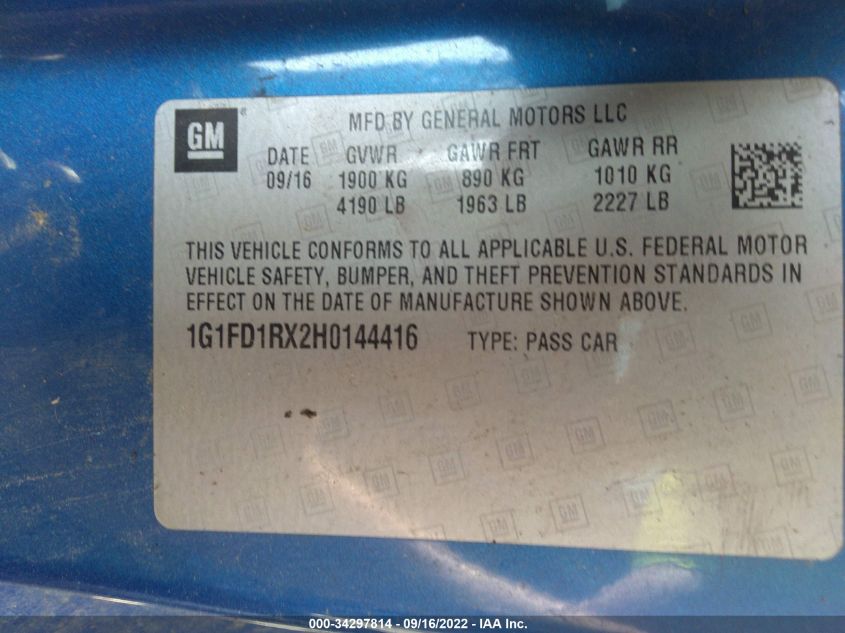 GM®
MFD BY GENERAL MOTORS LLC
DATE GVWR GAWR FRT GAWR RR
09/16 1900 KG 890 KG 1010 KG
4190 LB 1963 LB 2227 LB
THIS VEHICLE CONFORMS TO ALL APPLICABLE U.S. FEDERAL MOTOR
VEHICLE SAFETY, BUMPER, AND THEFT PREVENTION STANDARDS IN
EFFECT ON THE DATE OF MANUFACTURE SHOWN ABOVE.
1G1FD1RX2H0144416 TYPE: PASS CAR
000-34297814 - 09/16/2022 - IAA Inc.